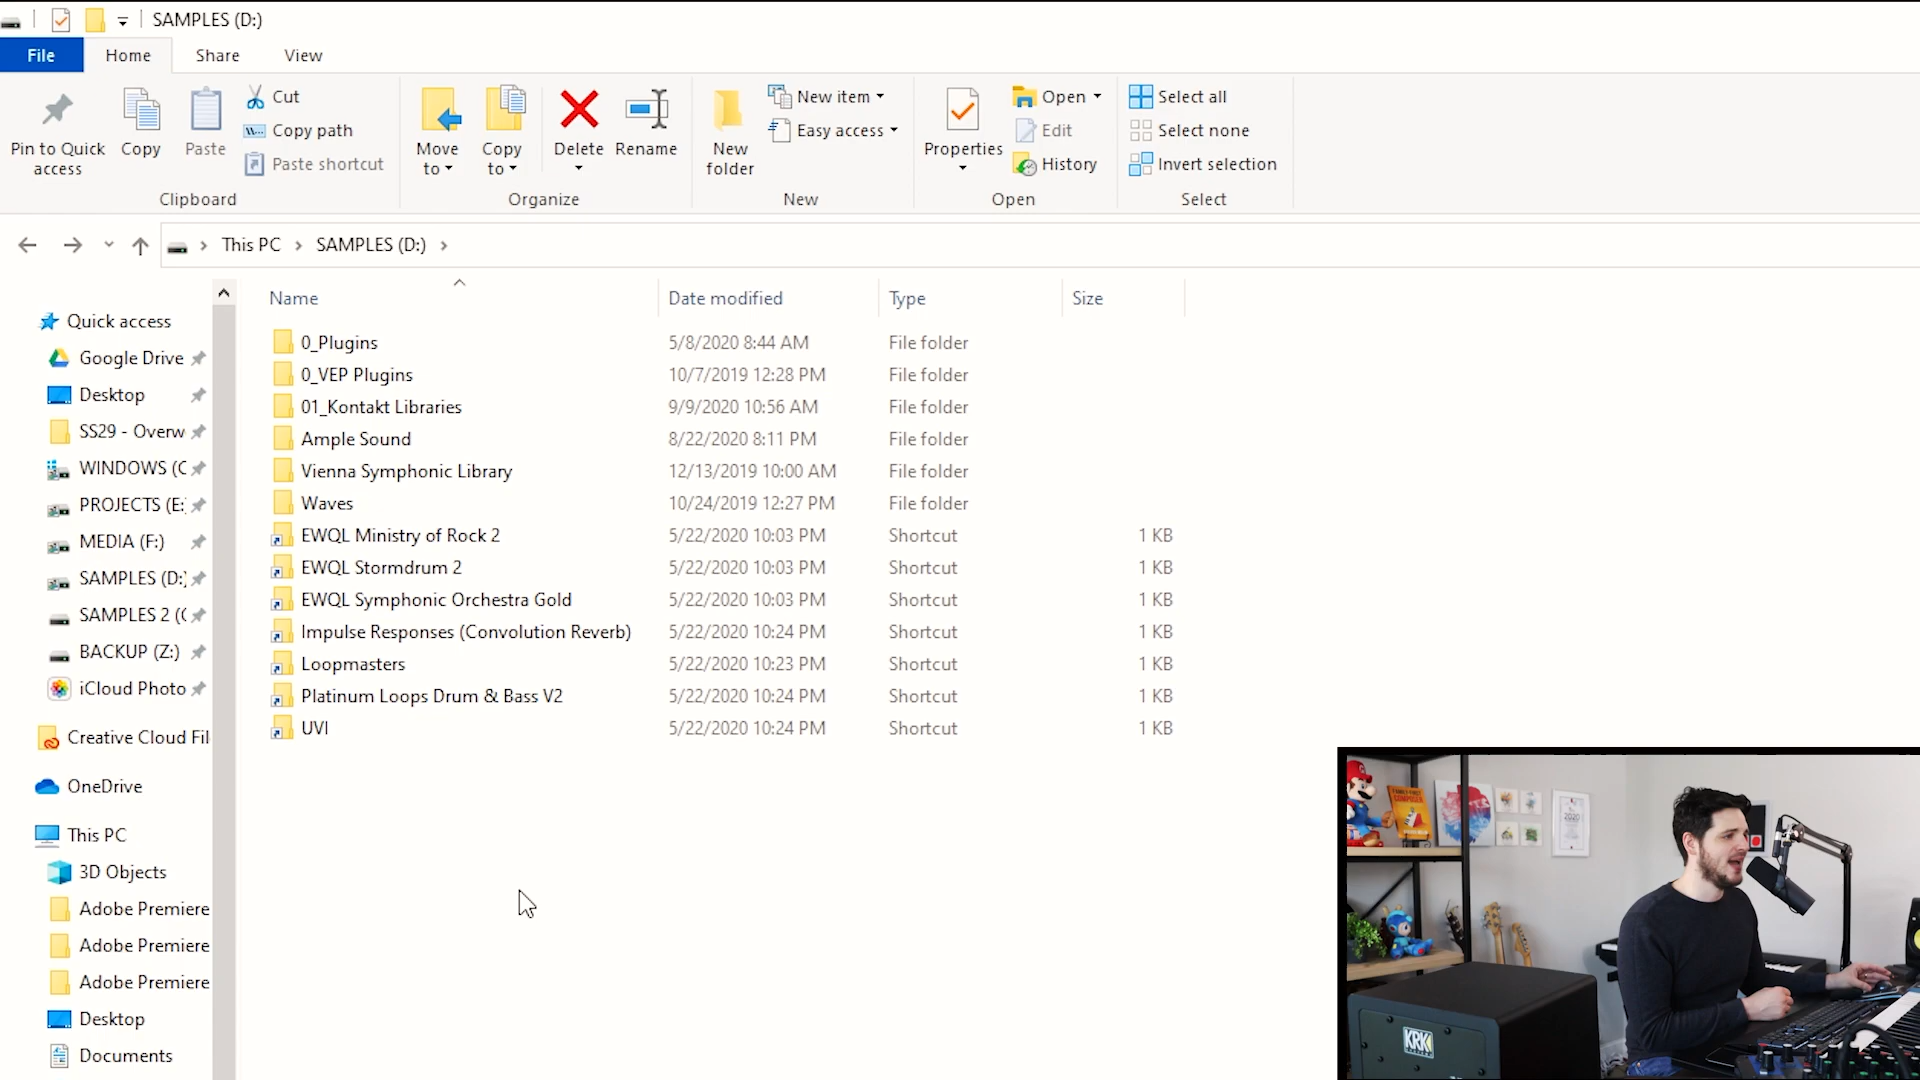 SAMPLES (D:)
File Home Share View
Pin to Quick access
Copy
Paste
Cut
Copy path
Paste shortcut
Clipboard
Move to
Copy to
Delete
Rename
Organize
New folder
New item
Easy access
New
Properties
Open
Edit
History
Open
Select all
Select none
Invert selection
Select
This PC SAMPLES (D:)
Name Date modified Type Size
0_Plugins 5/8/2020 8:44 AM File folder
0_VEP Plugins 10/7/2019 12:28 PM File folder
01_Kontakt Libraries 9/9/2020 10:56 AM File folder
Ample Sound 8/22/2020 8:11 PM File folder
Vienna Symphonic Library 12/13/2019 10:00 AM File folder
Waves 10/24/2019 12:27 PM File folder
EWQL Ministry of Rock 2 5/22/2020 10:03 PM Shortcut 1 KB
EWQL Stormdrum 2 5/22/2020 10:03 PM Shortcut 1 KB
EWQL Symphonic Orchestra Gold 5/22/2020 10:03 PM Shortcut 1 KB
Impulse Responses (Convolution Reverb) 5/22/2020 10:24 PM Shortcut 1 KB
Loopmasters 5/22/2020 10:23 PM Shortcut 1 KB
Platinum Loops Drum & Bass V2 5/22/2020 10:24 PM Shortcut 1 KB
UVI 5/22/2020 10:24 PM Shortcut 1 KB
Quick access
Google Drive
Desktop
SS29 - Overw
WINDOWS (C
PROJECTS (E:
MEDIA (F:)
SAMPLES (D:)
SAMPLES 2 (
BACKUP (Z:)
iCloud Photo
Creative Cloud Fil
OneDrive
This PC
3D Objects
Adobe Premiere
Adobe Premiere
Adobe Premiere
Desktop
Documents
COMPOSER
2020
KRK